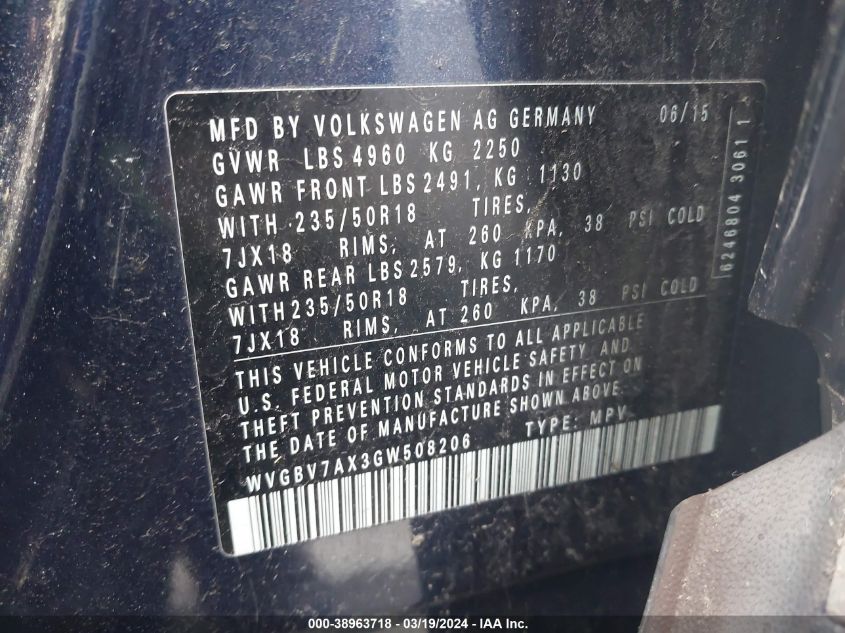 MFD BY VOLKSWAGEN AG GERMANY 06/15
GVWR LBS 4960 KG 2250
GAWR FRONT LBS 2491, KG 1130
WITH 235/50R18 TIRES,
7JX18 RIMS, AT 260 KPA, 38 PSI COLD
GAWR REAR LBS 2579, KG 1170
WITH 235/50R18 TIRES,
7JX18 RIMS, AT 260 KPA, 38 PSI COLD
THIS VEHICLE CONFORMS TO ALL APPLICABLE
U.S. FEDERAL MOTOR VEHICLE SAFETY AND
THEFT PREVENTION STANDARDS IN EFFECT ON
THE DATE OF MANUFACTURE SHOWN ABOVE.
WVGBV7AX3GW508206 TYPE: MPV
6246804 3061 1
000-38963718 - 03/19/2024 - IAA Inc.